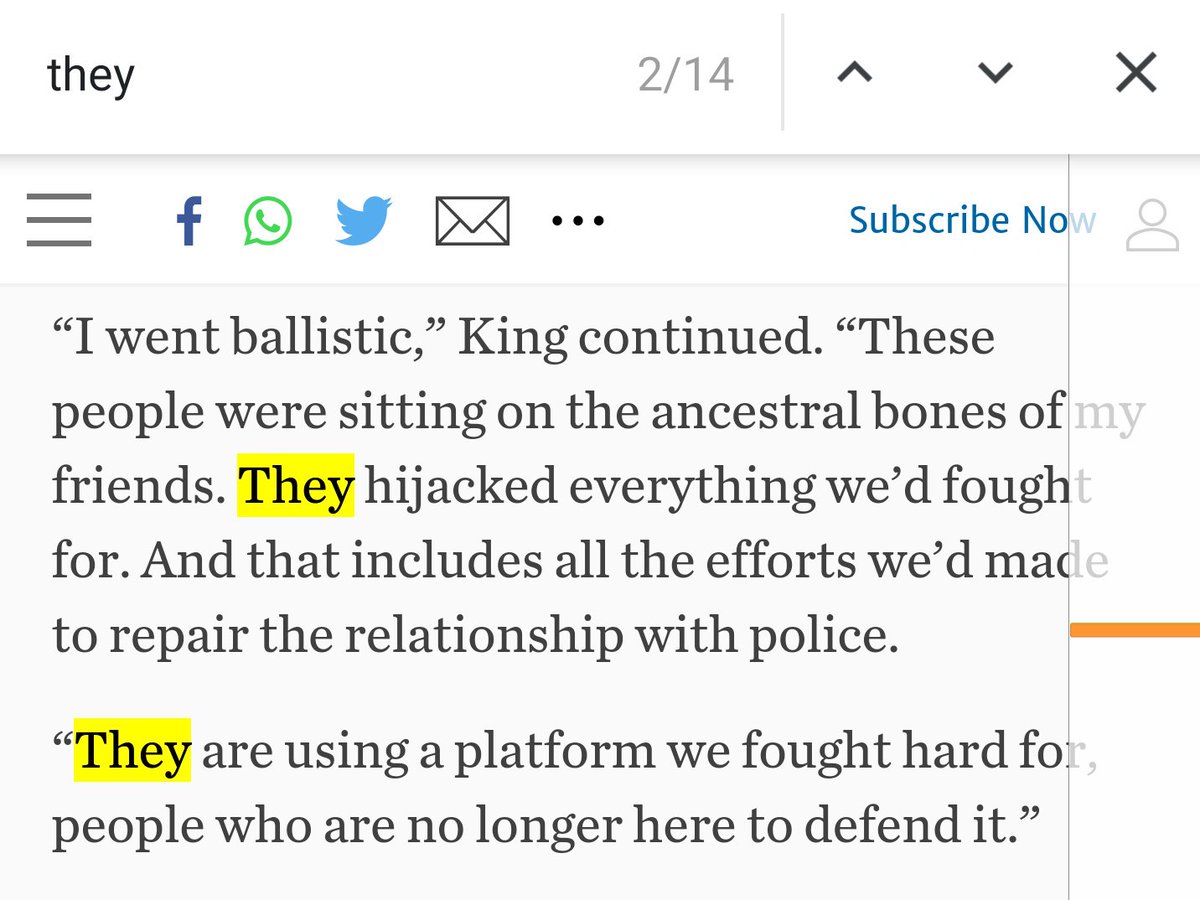 they 2/14
Subscribe Now
“I went ballistic,” King continued. “These
people were sitting on the ancestral bones of my
friends. They hijacked everything we’d fought
for. And that includes all the efforts we’d made
to repair the relationship with police.
“They are using a platform we fought hard for,
people who are no longer here to defend it.”